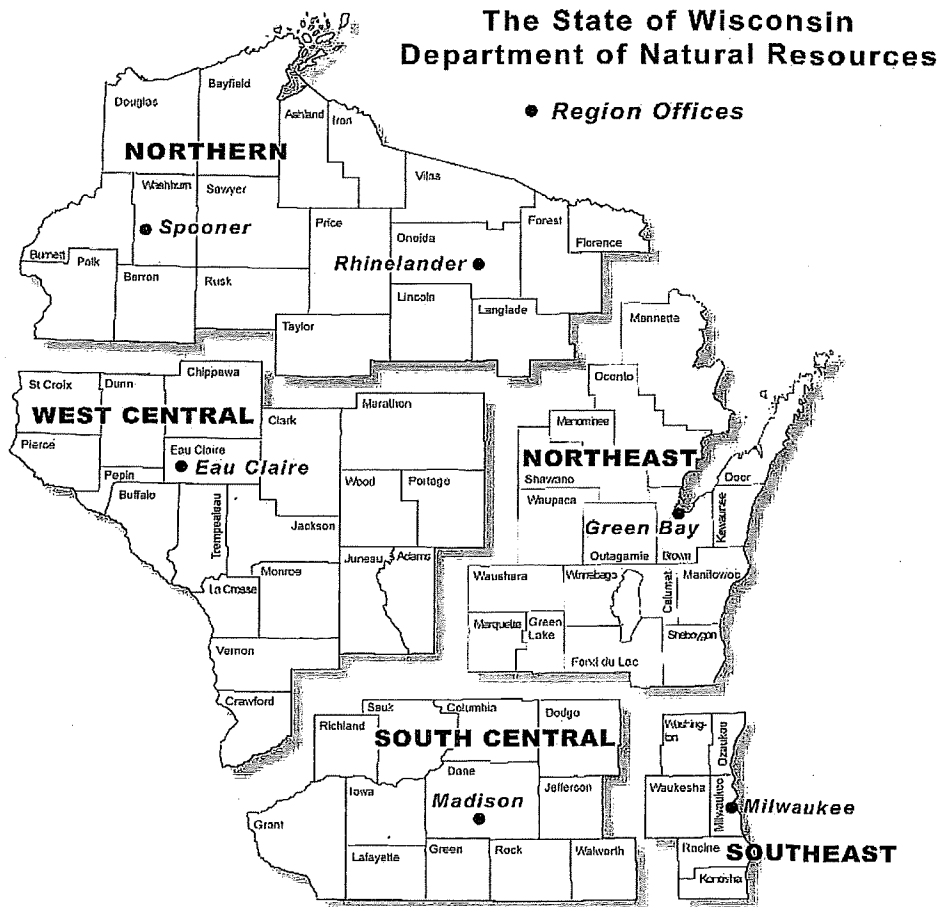 The State of Wisconsin
Department of Natural Resources
Region Offices
Bayfield
Douglas
Ashland
Iron
NORTHERN
Vilas
Washburn
Sawyer
Price
Forest
Spooner
Oneida
Florence
Burnett
Polk
Rhinelander
Barron
Rusk
Lincoln
Langlade
Taylor
Marinette
Chippewa
St Croix
Dunn
Oconto
Marathon
WEST CENTRAL
Clark
Menominee
Pierce
Eau Claire
Eau Claire
NORTHEAST
Pepin
Wood
Portage
Shawano
Door
Buffalo
Waupaca
Trempealeau
Kewaunee
Jackson
Green Bay
Juneau
Adams
Outagamie
Brown
Monroe
Waushara
Winnebago
Calumet
Manitowoc
La Crosse
Marquette
Green
Lake
Sheboygan
Vernon
Fond du Lac
Crawford
Sauk
Columbia
Dodge
Richland
Washing-
ton
Ozaukee
SOUTH CENTRAL
Dane
Iowa
Jefferson
Waukesha
Milwaukee
Madison
Milwaukee
Grant
Lafayette
Green
Rock
Walworth
Racine
SOUTHEAST
Kenosha